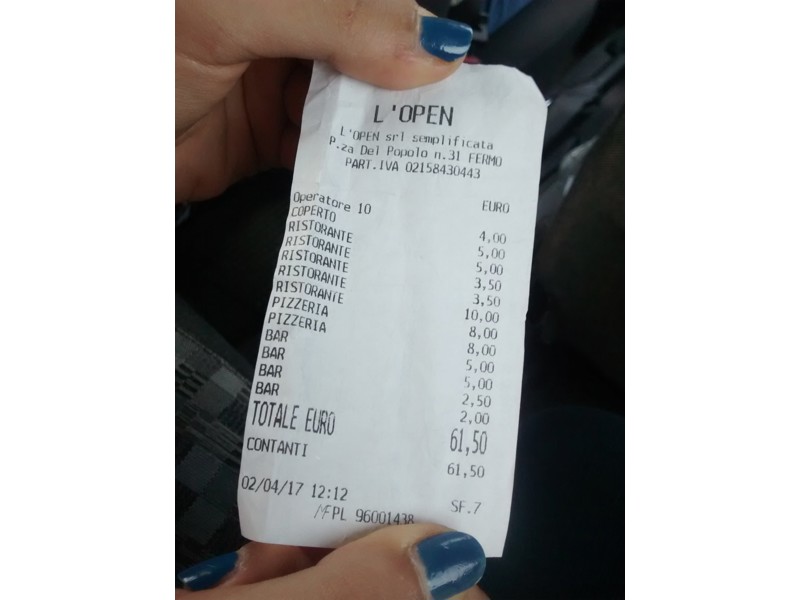 L'OPEN
L'OPEN srl semplificata
P.za Del Popolo n.31 FERMO
PART.IVA 02158430443
Operatore 10 EURO
COPERTO 4,00
RISTORANTE 5,00
RISTORANTE 5,00
RISTORANTE 3,50
RISTORANTE 3,50
RISTORANTE 10,00
PIZZERIA 8,00
PIZZERIA 8,00
BAR 5,00
BAR 5,00
BAR 2,50
BAR 2,00
TOTALE EURO 61,50
CONTANTI 61,50
02/04/17 12:12 SF.7
MFPL 96001438